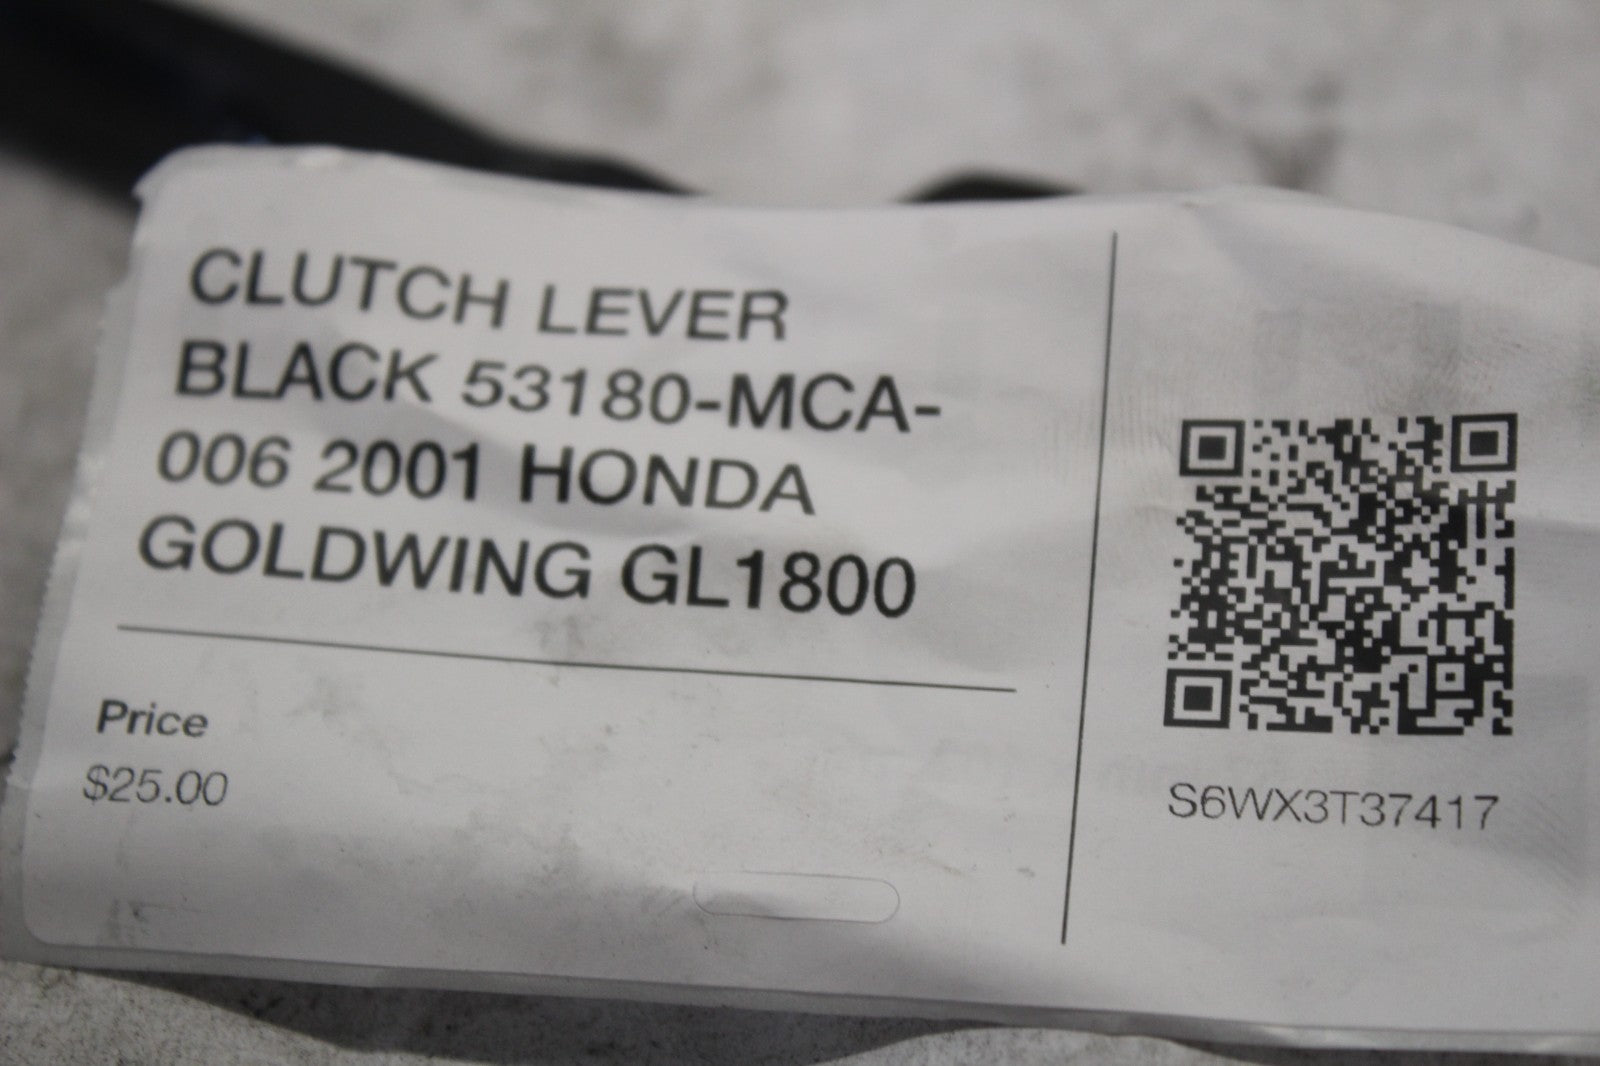 CLUTCH LEVER
BLACK 53180-MCA-
006 2001 HONDA
GOLDWING GL1800
Price
$25.00
S6WX3T37417